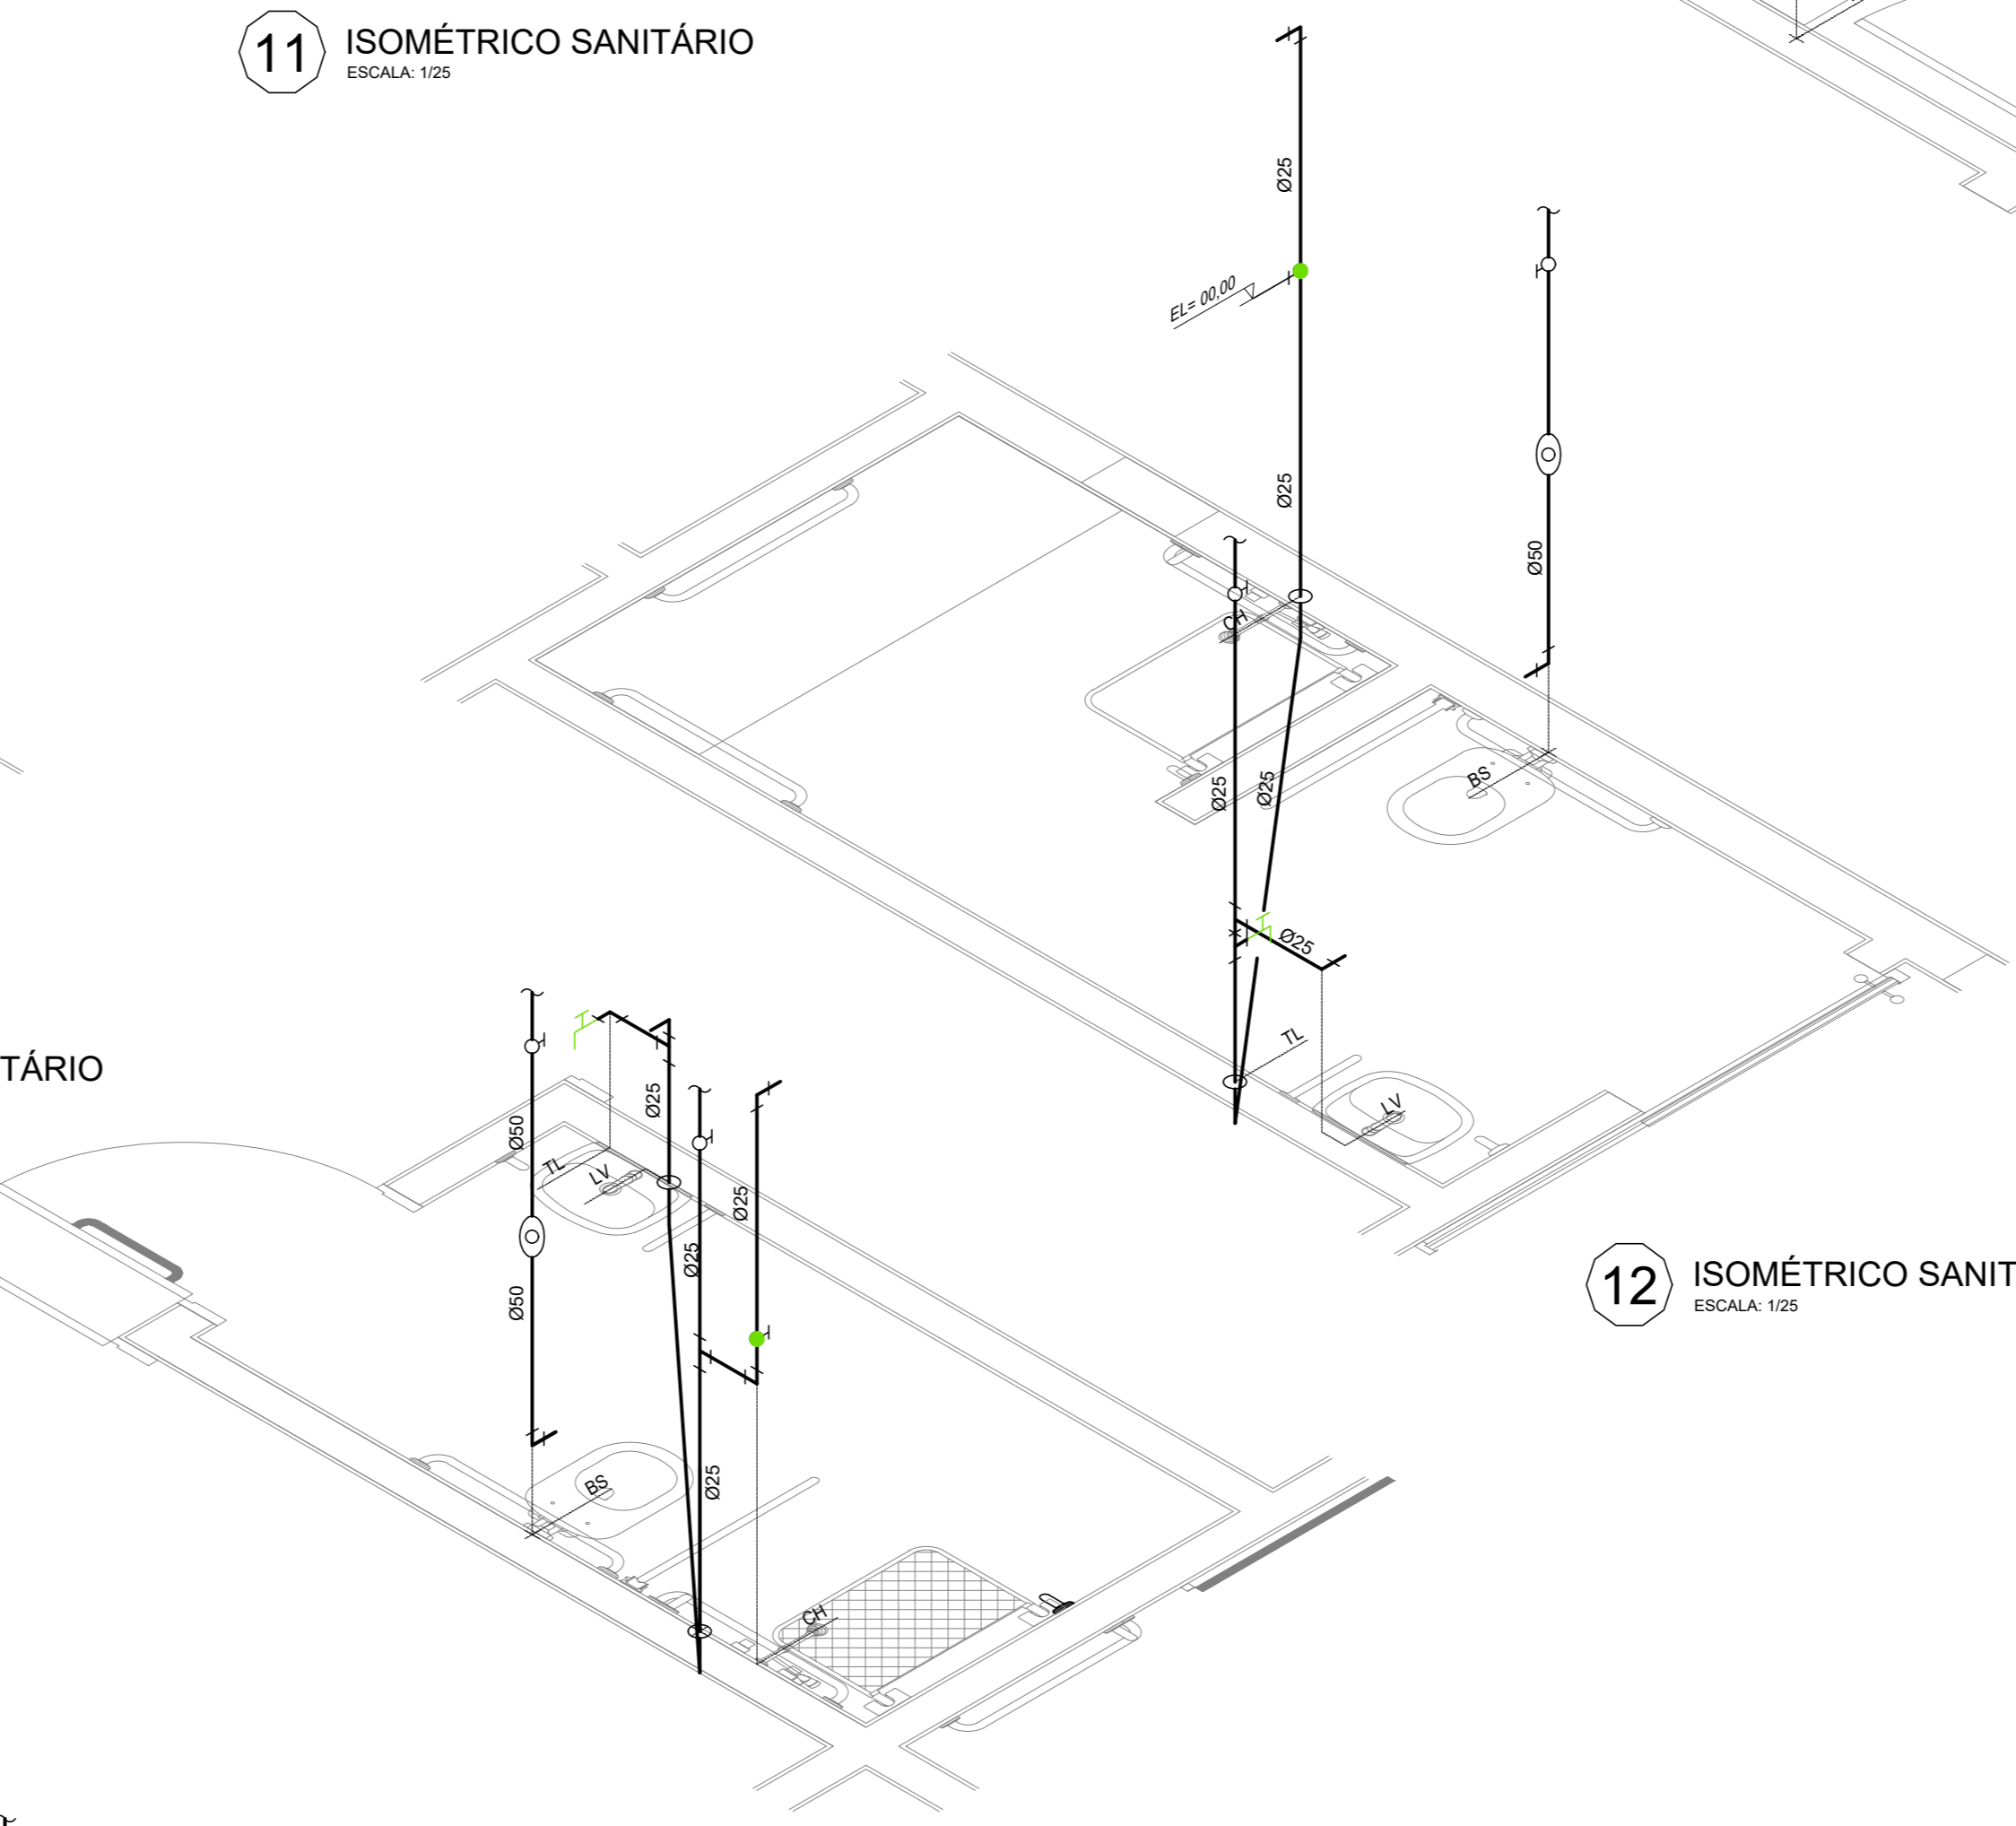 11
ISOMÉTRICO SANITÁRIO
ESCALA: 1/25
Ø25
EL= 00,00
Ø25
Ø50
CH
BS
Ø25
Ø25
Ø25
TL
LV
TÁRIO
Ø50
Ø25
TL
LV
Ø25
Ø25
Ø50
Ø25
BS
CH
12
ISOMÉTRICO SANIT
ESCALA: 1/25